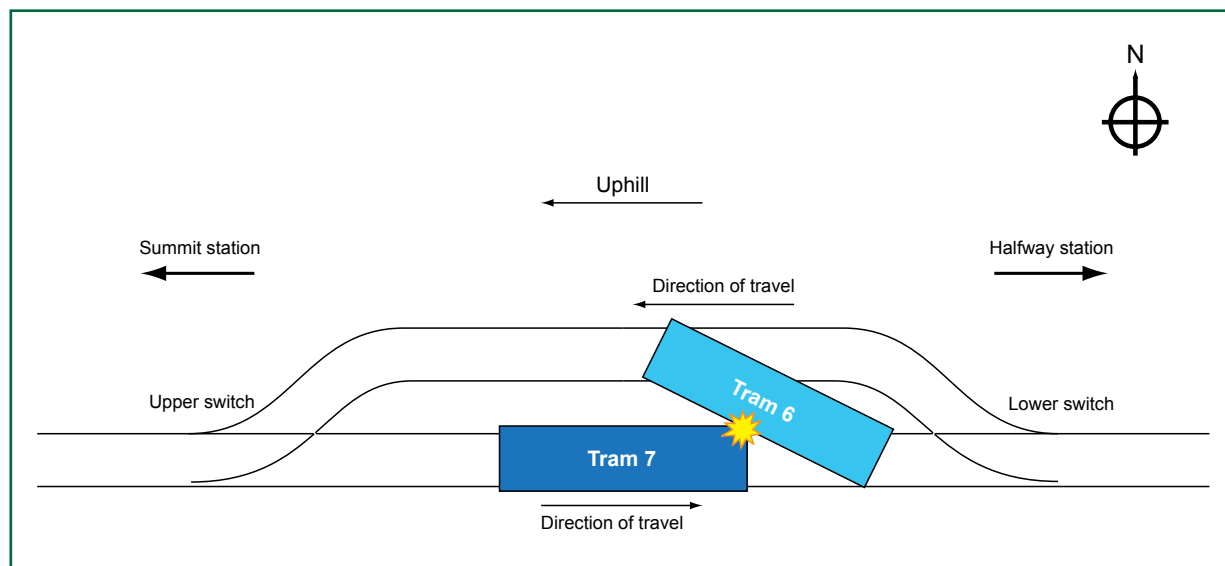 N
Uphill
Summit station
Halfway station
Direction of travel
Upper switch
Tram 6
Lower switch
Tram 7
Direction of travel